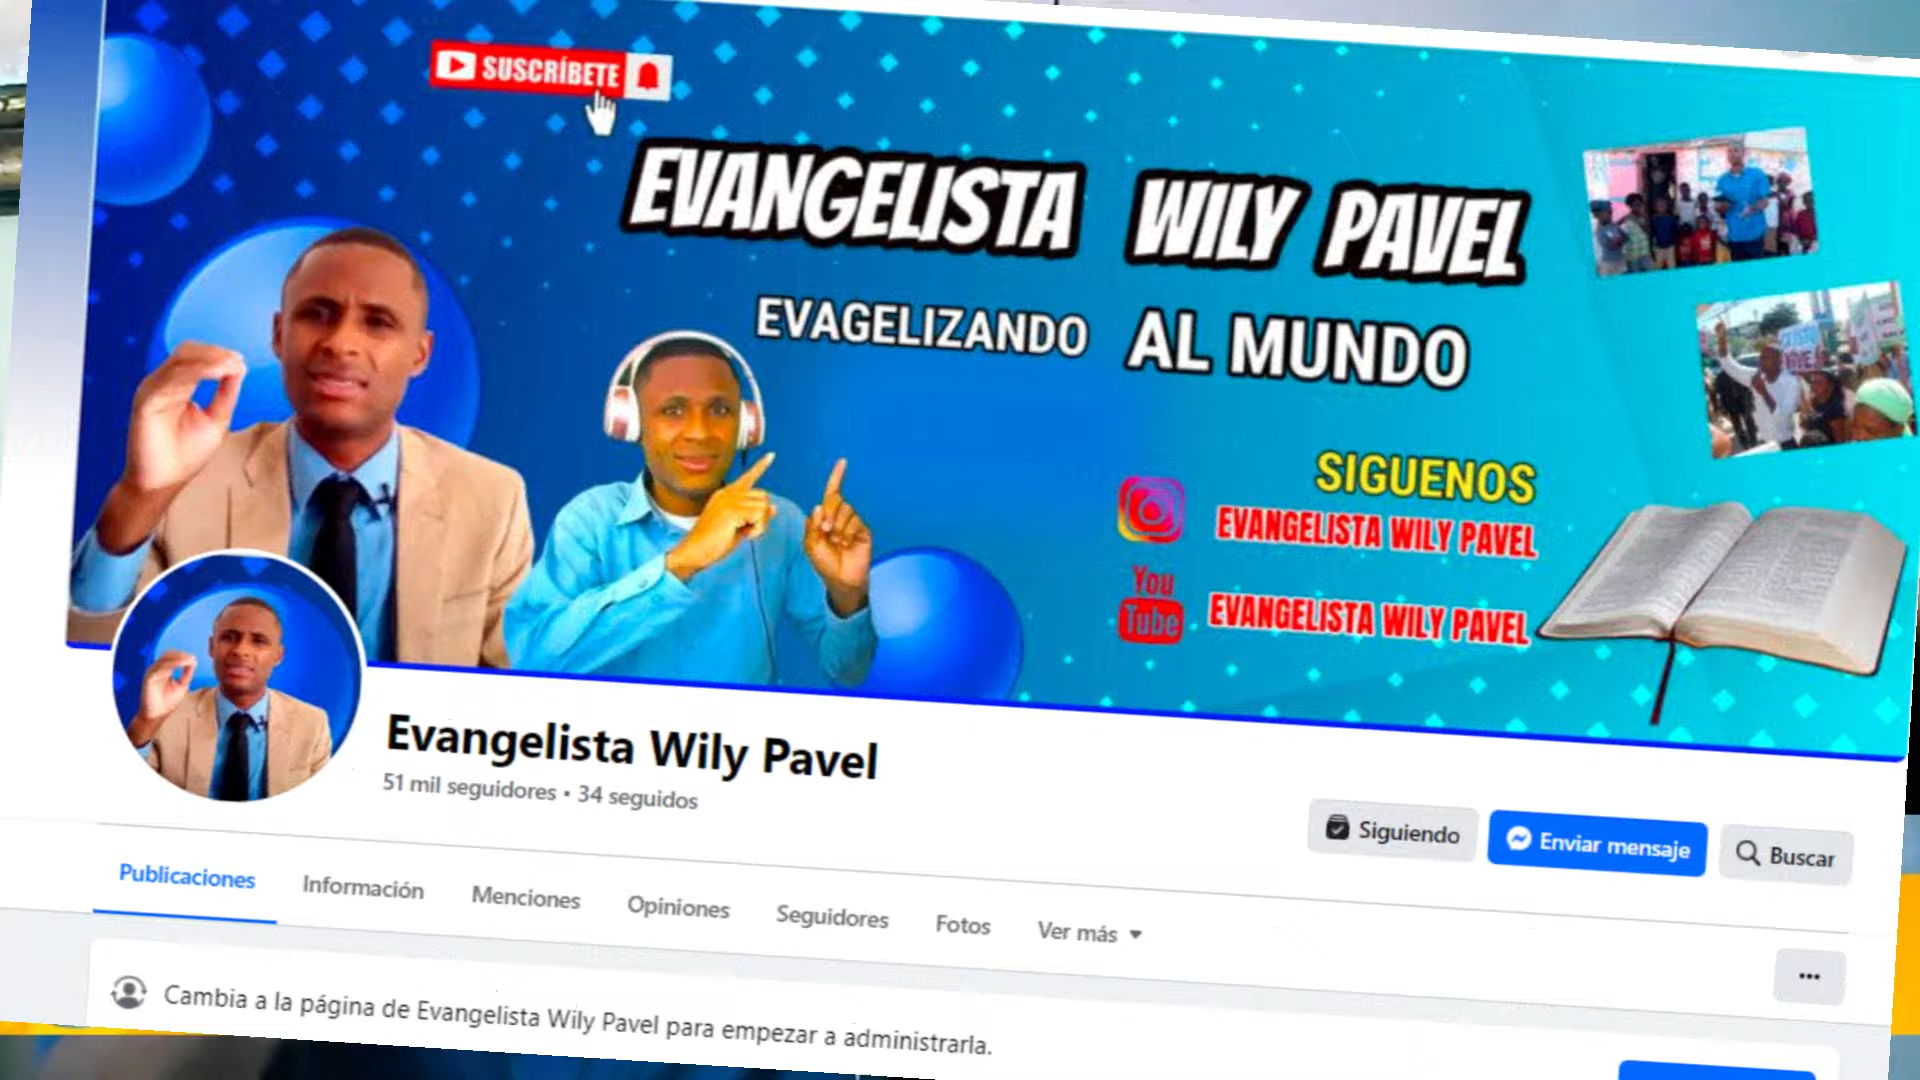 SUSCRÍBETE
EVANGELISTA WILY PAVEL
EVAGELIZANDO AL MUNDO
SIGUENOS
EVANGELISTA WILY PAVEL
You
Tube
EVANGELISTA WILY PAVEL
Evangelista Wily Pavel
51 mil seguidores • 34 seguidos
Siguiendo
Enviar mensaje
Buscar
Publicaciones Información Menciones Opiniones Seguidores Fotos Ver más
Cambia a la página de Evangelista Wily Pavel para empezar a administrarla.